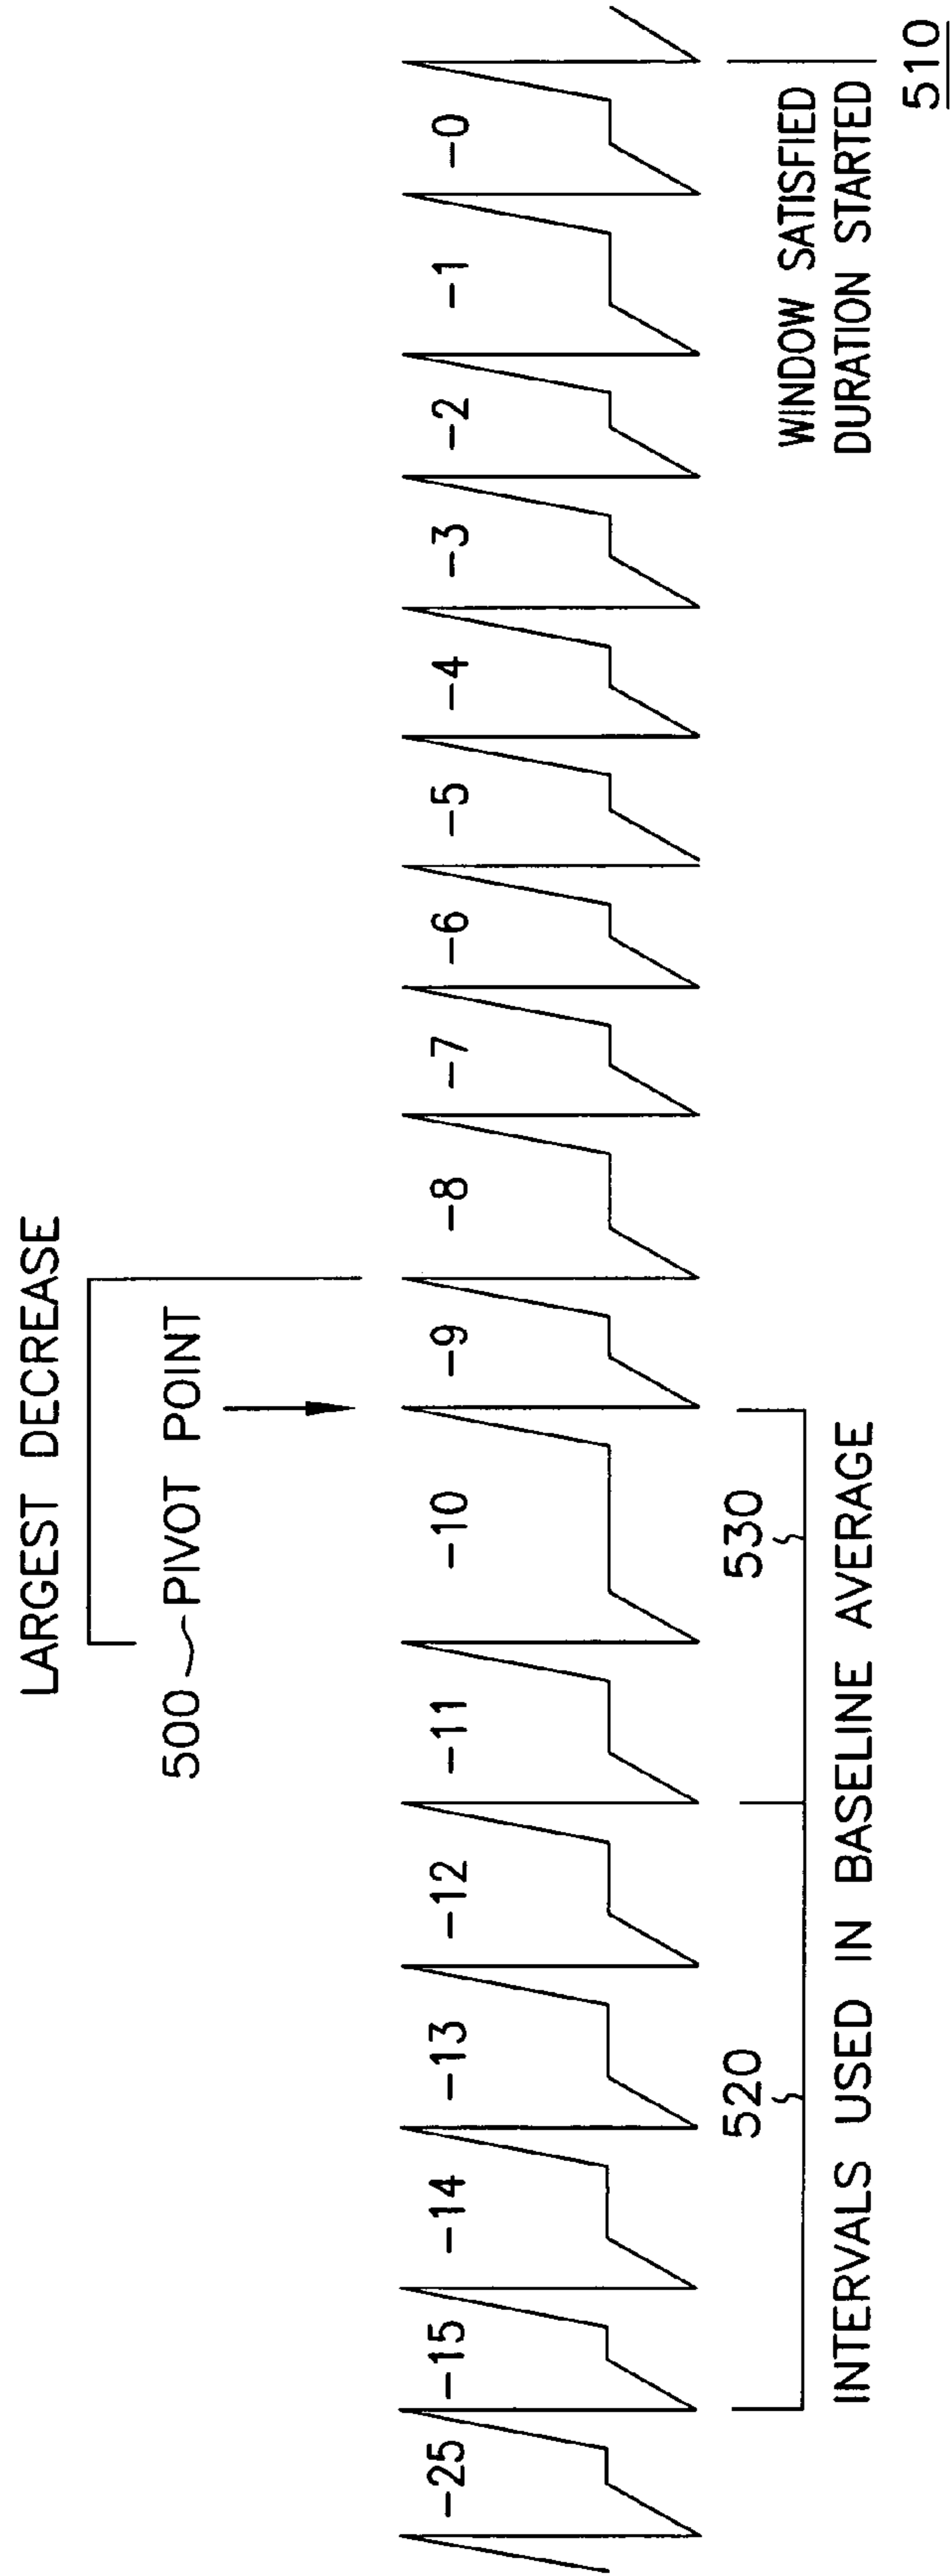 LARGEST DECREASE
500 PIVOT POINT
-25 -15 -14 -13 -12 -11 -10 -9 -8 -7 -6 -5 -4 -3 -2 -1 -0
520 530
INTERVALS USED IN BASELINE AVERAGE
WINDOW SATISFIED
DURATION STARTED
510